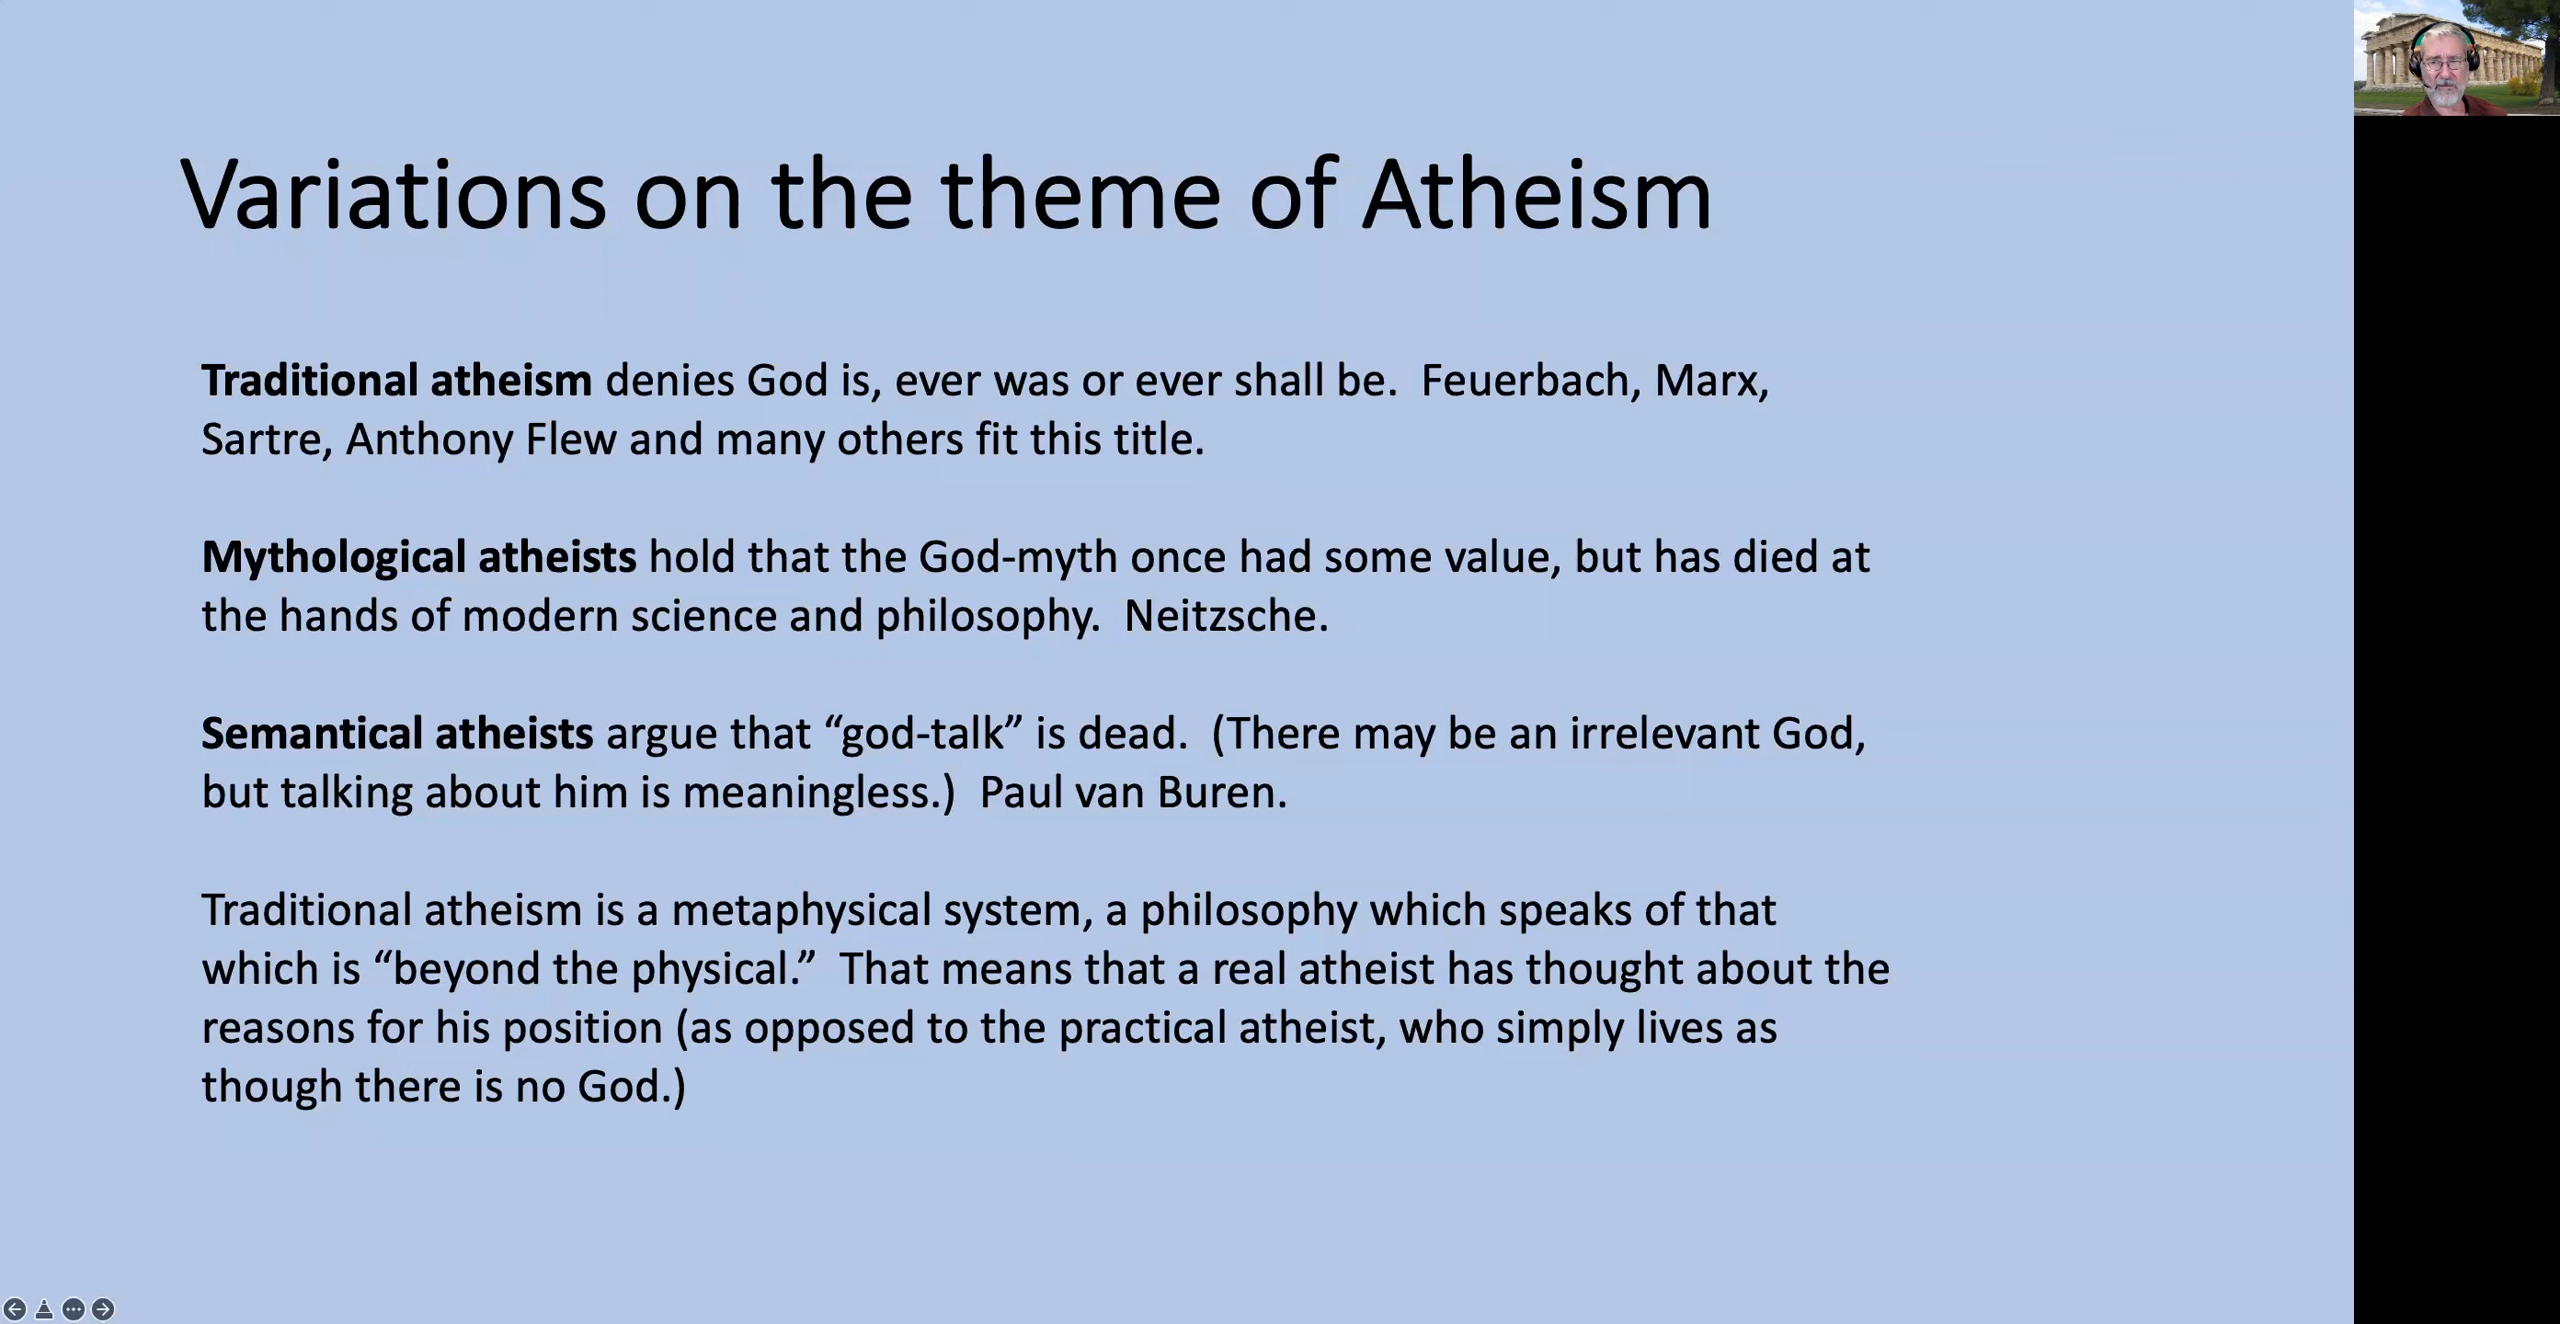 Variations on the theme of Atheism
Traditional atheism denies God is, ever was or ever shall be.  Feuerbach, Marx,
Sartre, Anthony Flew and many others fit this title.
Mythological atheists hold that the God-myth once had some value, but has died at
the hands of modern science and philosophy.  Neitzsche.
Semantical atheists argue that “god-talk” is dead.  (There may be an irrelevant God,
but talking about him is meaningless.)  Paul van Buren.
Traditional atheism is a metaphysical system, a philosophy which speaks of that
which is “beyond the physical.”  That means that a real atheist has thought about the
reasons for his position (as opposed to the practical atheist, who simply lives as
though there is no God.)